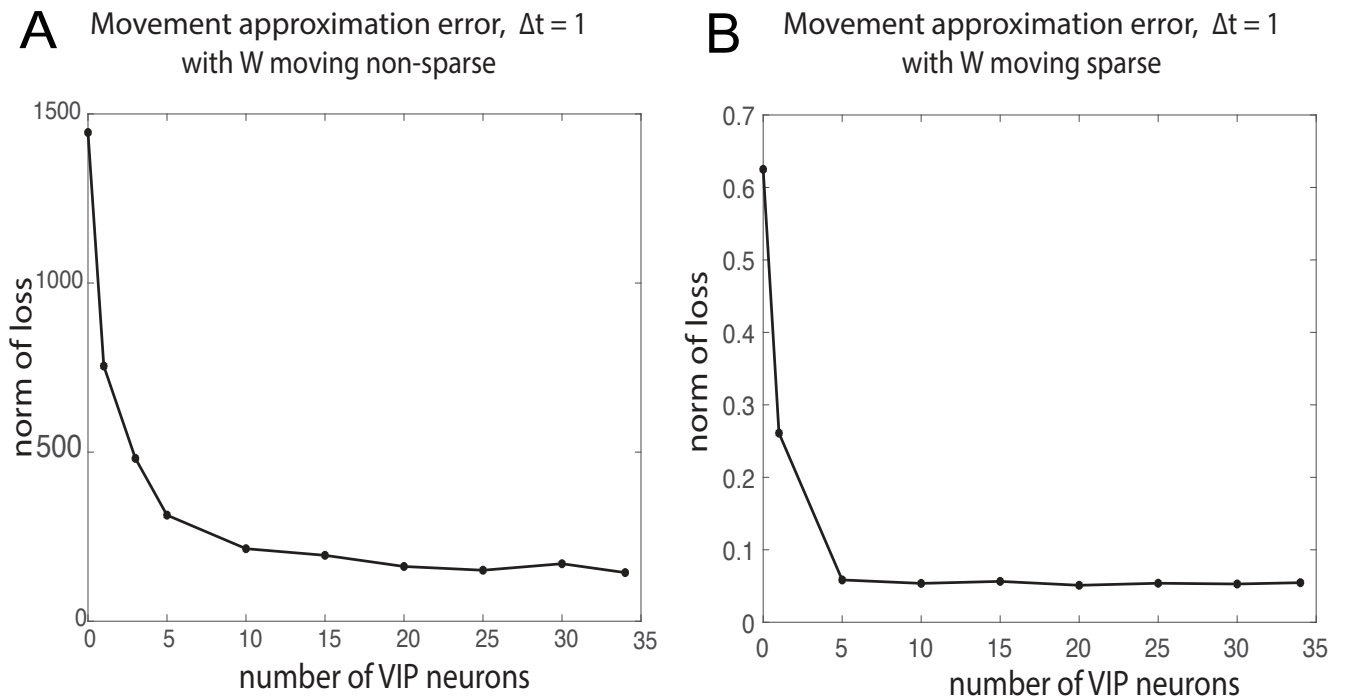 A
Movement approximation error, Δt = 1
with W moving non-sparse
1500
1000
500
0
norm of loss
0 5 10 15 20 25 30 35
number of VIP neurons
B
Movement approximation error, Δt = 1
with W moving sparse
0.7
0.6
0.5
0.4
0.3
0.2
0.1
0
norm of loss
0 5 10 15 20 25 30 35
number of VIP neurons